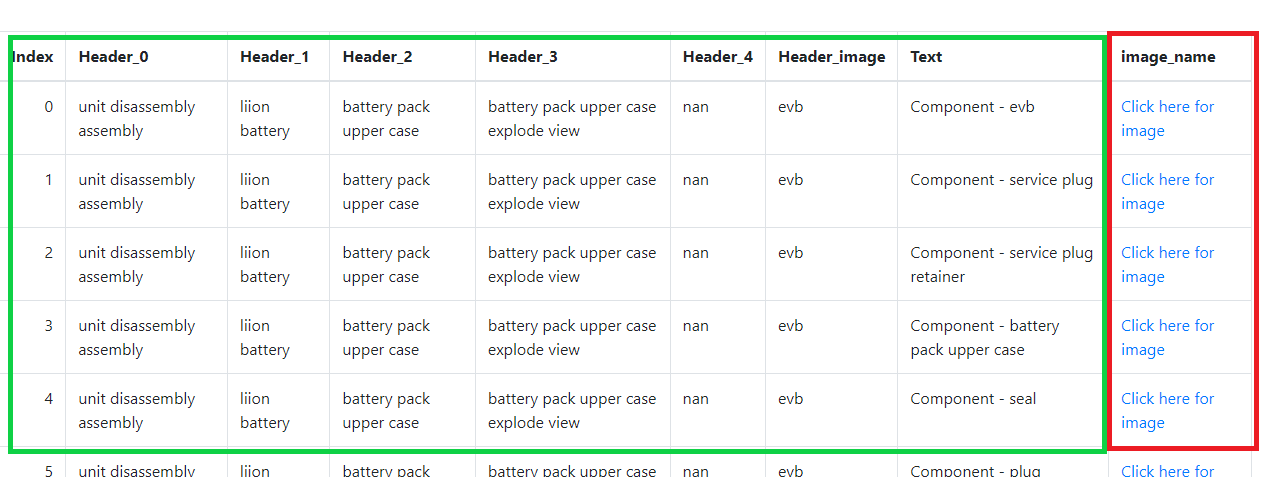 Index Header_0 Header_1 Header_2 Header_3 Header_4 Header_image Text image_name
0 unit disassembly liion battery pack battery pack upper case nan evb Component - evb Click here for
assembly battery upper case explode view image
1 unit disassembly liion battery pack battery pack upper case nan evb Component - service plug Click here for
assembly battery upper case explode view image
2 unit disassembly liion battery pack battery pack upper case nan evb Component - service plug Click here for
assembly battery upper case explode view retainer image
3 unit disassembly liion battery pack battery pack upper case nan evb Component - battery Click here for
assembly battery upper case explode view pack upper case image
4 unit disassembly liion battery pack battery pack upper case nan evb Component - seal Click here for
assembly battery upper case explode view image
5 unit disassembly liion battery pack battery pack upper case nan evb Component - plug Click here for